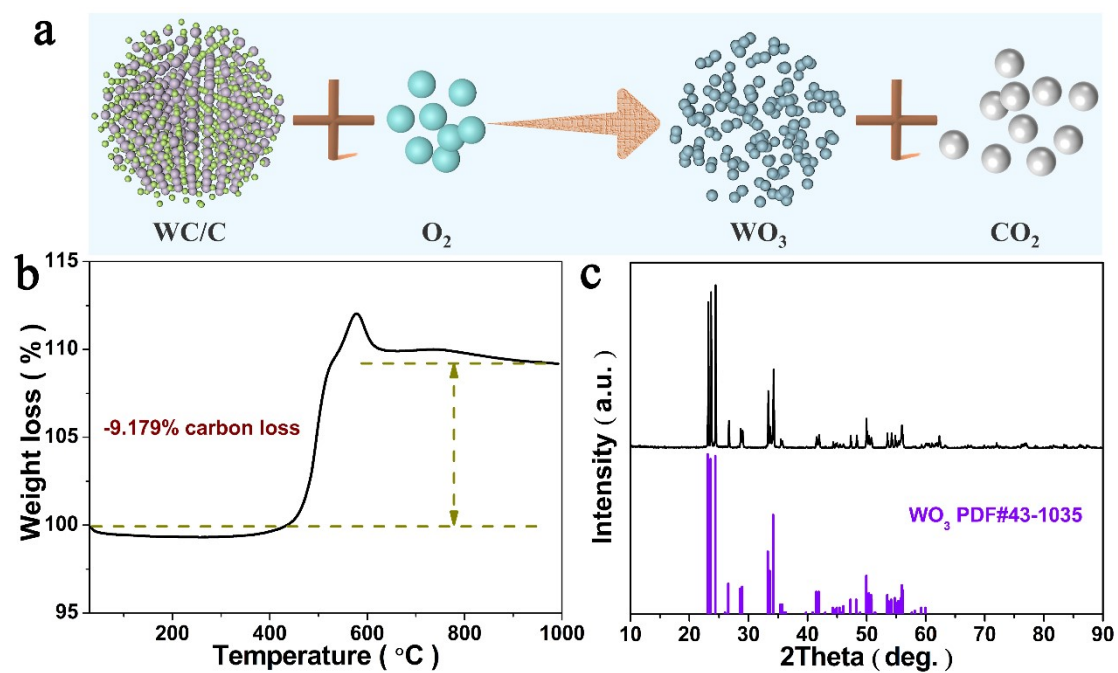 a
WC/C
O₂
WO₃
CO₂
b
115
110
105
100
95
Weight loss ( % )
-9.179% carbon loss
200
400
600
800
1000
Temperature ( °C )
c
Intensity ( a.u. )
WO₃ PDF#43-1035
10
20
30
40
50
60
70
80
90
2Theta ( deg. )